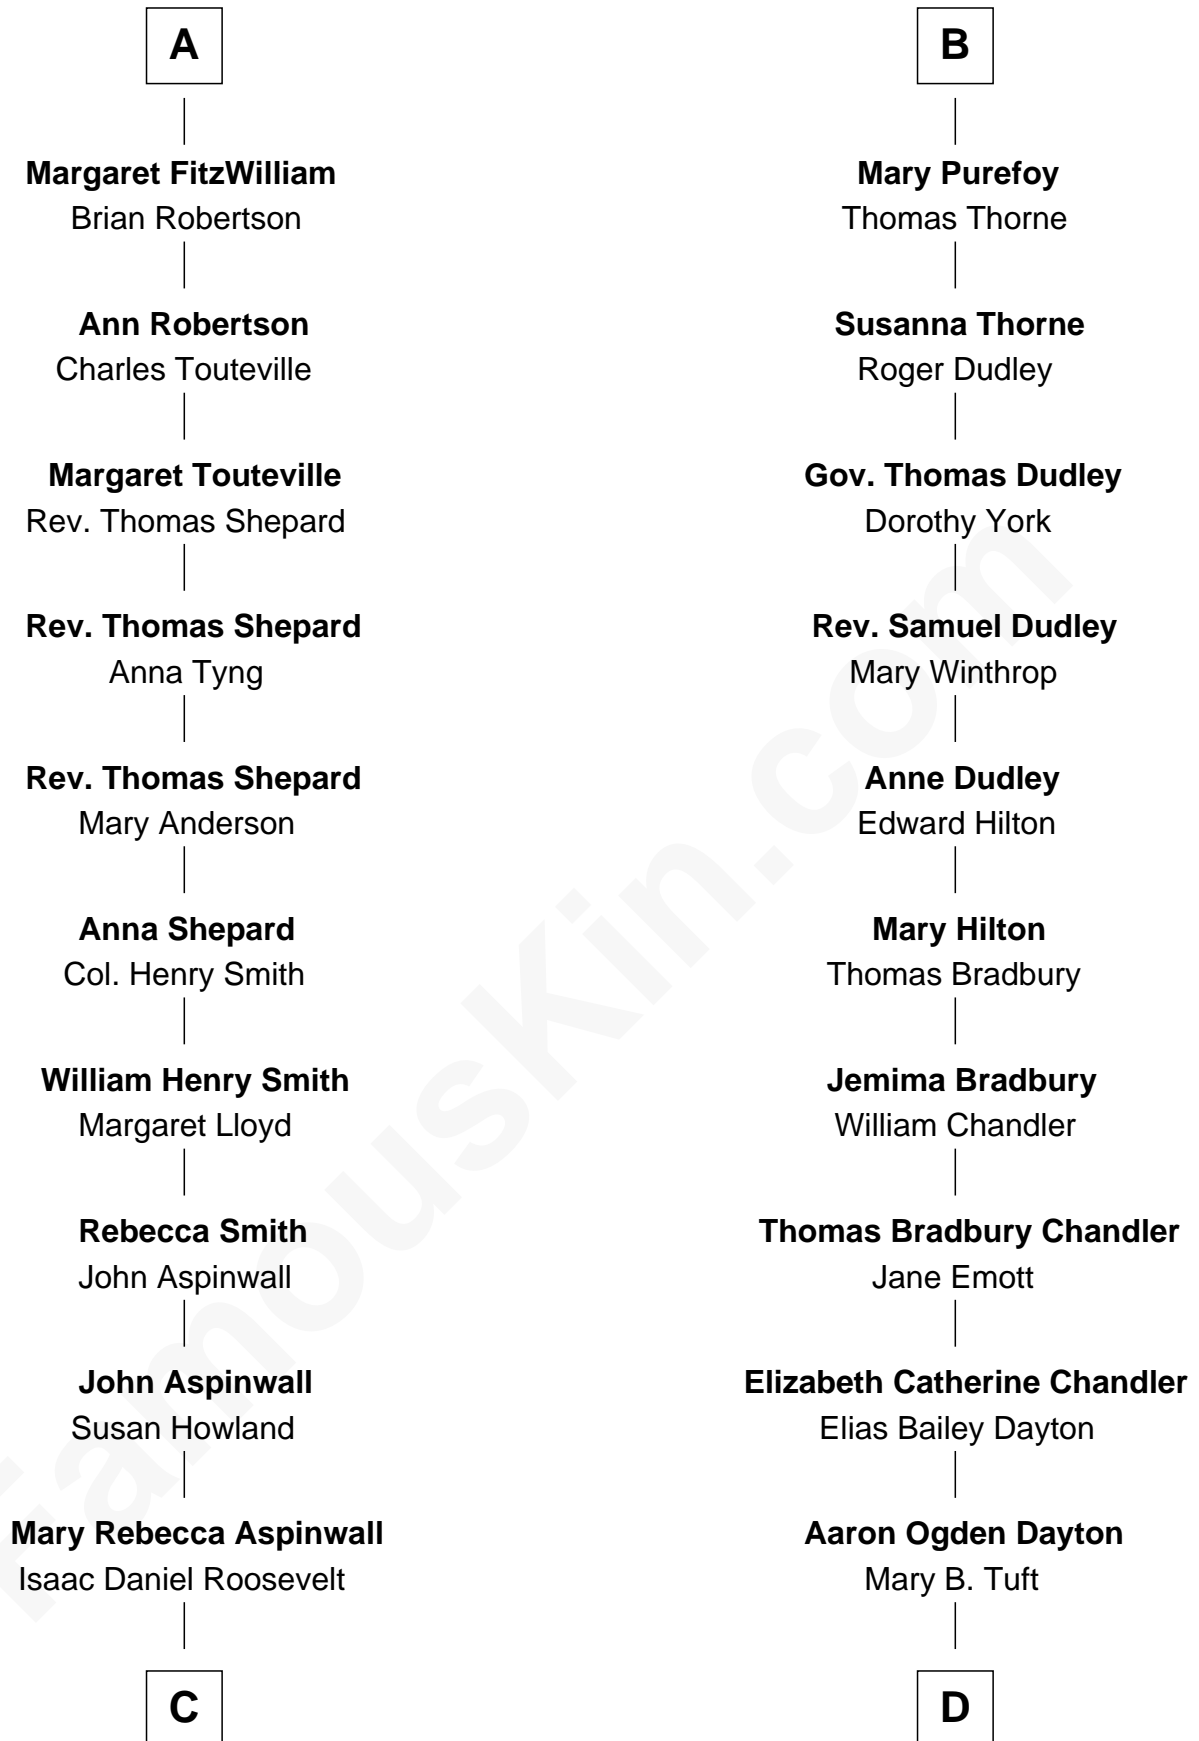 A
Margaret FitzWilliam
Brian Robertson
Ann Robertson
Charles Touteville
Margaret Touteville
Rev. Thomas Shepard
Rev. Thomas Shepard
Anna Tyng
Rev. Thomas Shepard
Mary Anderson
Anna Shepard
Col. Henry Smith
William Henry Smith
Margaret Lloyd
Rebecca Smith
John Aspinwall
John Aspinwall
Susan Howland
Mary Rebecca Aspinwall
Isaac Daniel Roosevelt
C
B
Mary Purefoy
Thomas Thorne
Susanna Thorne
Roger Dudley
Gov. Thomas Dudley
Dorothy York
Rev. Samuel Dudley
Mary Winthrop
Anne Dudley
Edward Hilton
Mary Hilton
Thomas Bradbury
Jemima Bradbury
William Chandler
Thomas Bradbury Chandler
Jane Emott
Elizabeth Catherine Chandler
Elias Bailey Dayton
Aaron Ogden Dayton
Mary B. Tuft
D
FamousKin.com